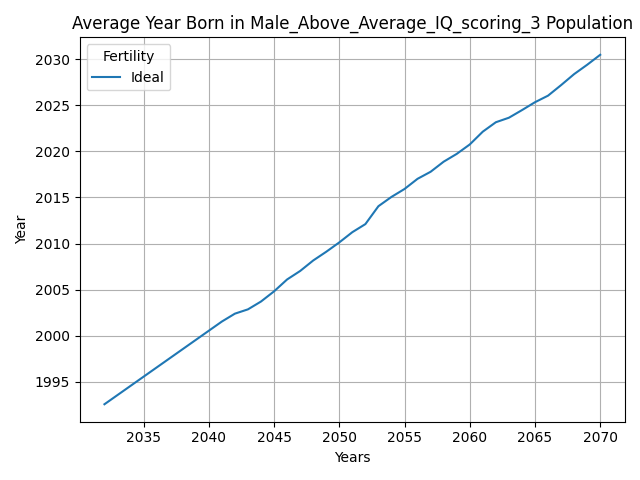 Average Year Born in Male_Above_Average_IQ_scoring_3 Population
Fertility
Ideal
2030
2025
2020
2015
2010
2005
2000
1995
Year
2035 2040 2045 2050 2055 2060 2065 2070
Years